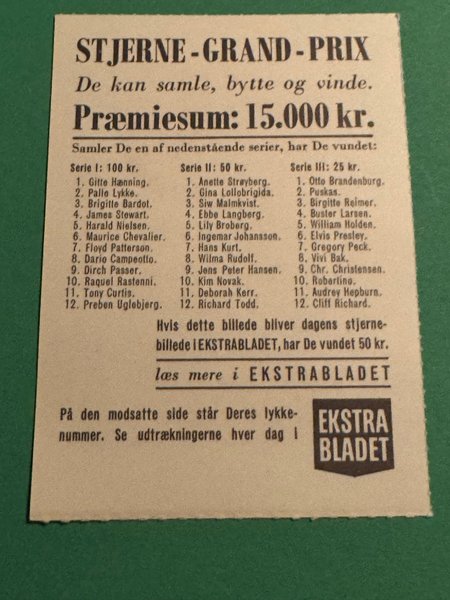 STJERNE-GRAND-PRIX
De kan samle, bytte og vinde.
Præmiesum: 15.000 kr.
Samler De en af nedenstående serier, har De vundet:
Serie I: 100 kr.
1. Gitte Hænning.
2. Palle Lykke.
3. Brigitte Bardot.
4. James Stewart.
5. Harald Nielsen.
6. Maurice Chevalier.
7. Floyd Patterson.
8. Dario Campeotto.
9. Dirch Passer.
10. Raquel Rastenni.
11. Tony Curtis.
12. Preben Uglebjerg.
Serie II: 50 kr.
1. Anette Strøyberg.
2. Gina Lollobrigida.
3. Siw Malmkvist.
4. Ebbe Langberg.
5. Lily Broberg.
6. Ingemar Johansson.
7. Hans Kurt.
8. Wilma Rudolf.
9. Jens Peter Hansen.
10. Kim Novak.
11. Deborah Kerr.
12. Richard Todd.
Serie III: 25 kr.
1. Otto Brandenburg.
2. Puskas.
3. Birgitte Reimer.
4. Buster Larsen.
5. William Holden.
6. Elvis Presley.
7. Gregory Peck.
8. Vivi Bak.
9. Chr. Christensen.
10. Robertino.
11. Audrey Hepburn.
12. Cliff Richard.
Hvis dette billede bliver dagens stjerne-
billede i EKSTRABLADET, har De vundet 50 kr.
læs mere i EKSTRABLADET
På den modsatte side står Deres lykke-
nummer. Se udtrækningerne hver dag i
EKSTRA
BLADET